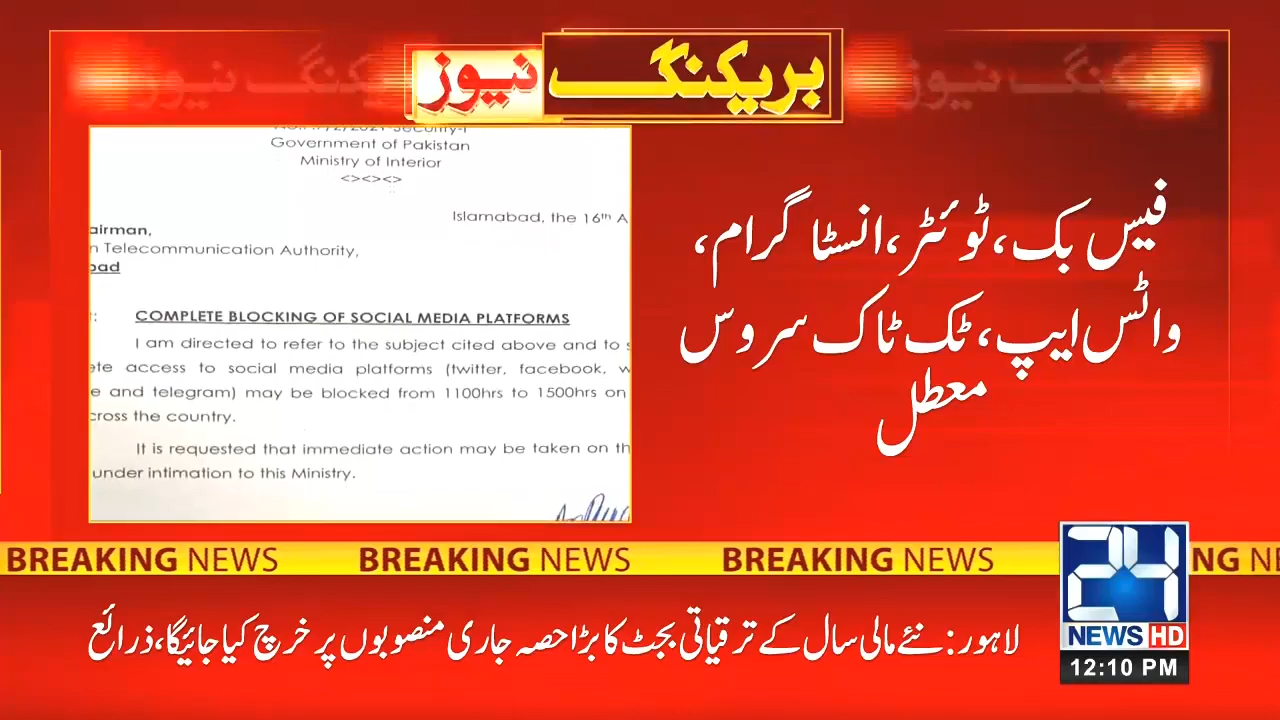 بریکنگ نیوز
Government of Pakistan
Ministry of Interior
<><><>
Islamabad, the 16th A
airman,
n Telecommunication Authority,
bad
COMPLETE BLOCKING OF SOCIAL MEDIA PLATFORMS
I am directed to refer to the subject cited above and to s
ete access to social media platforms (twitter, facebook, w
e and telegram) may be blocked from 1100hrs to 1500hrs on
cross the country.
It is requested that immediate action may be taken on th
under intimation to this Ministry.
فیس بک، ٹوئٹر، انسٹا گرام،
واٹس ایپ، ٹک ٹاک سروس
معطل
BREAKING NEWS BREAKING NEWS BREAKING NEWS NG NE
24
NEWS HD
12:10 PM
لاہور: نئے مالی سال کے ترقیاتی بجٹ کا بڑا حصہ جاری منصوبوں پر خرچ کیا جائیگا، ذرائع